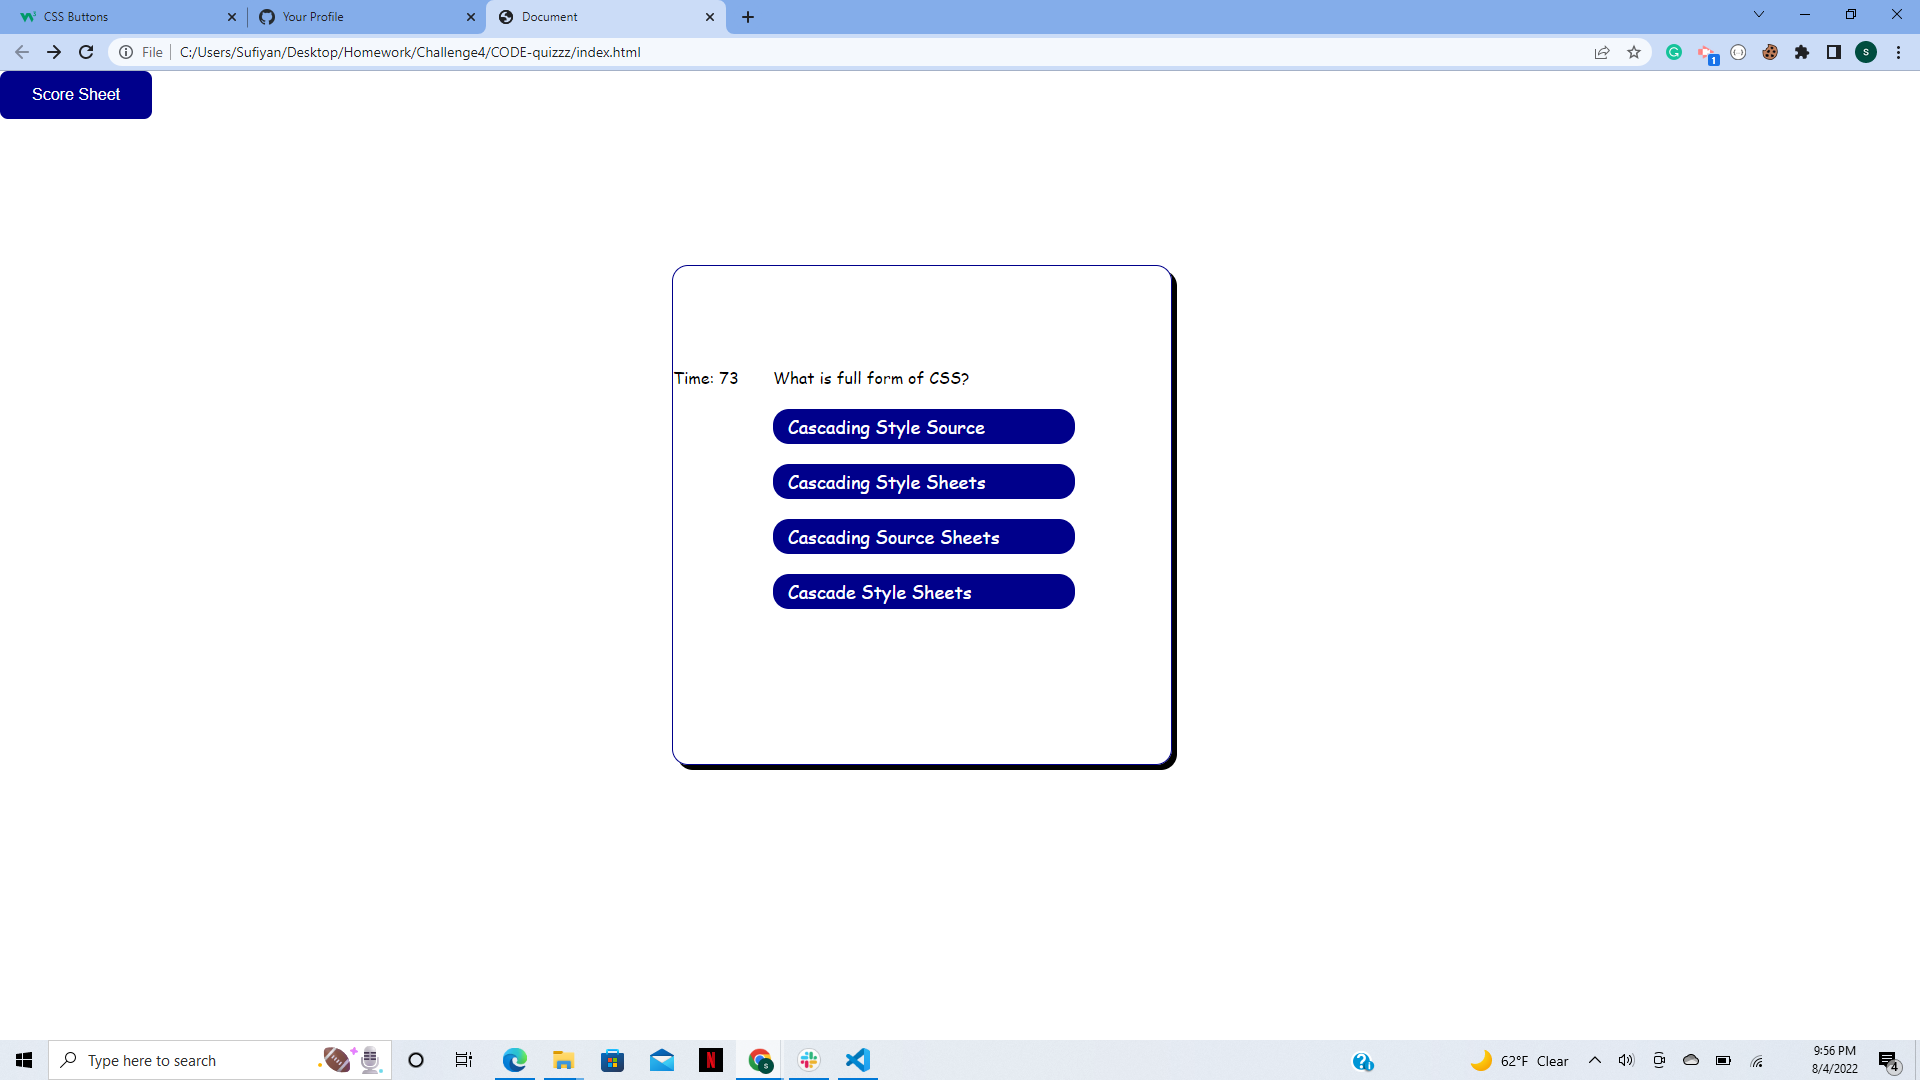 CSS Buttons
Your Profile
Document
File
C:/Users/Sufiyan/Desktop/Homework/Challenge4/CODE-quizzz/index.html
1
S
Score Sheet
Time: 73
What is full form of CSS?
Cascading Style Source
Cascading Style Sheets
Cascading Source Sheets
Cascade Style Sheets
Type here to search
N
S
62°F Clear
9:56 PM
8/4/2022
4